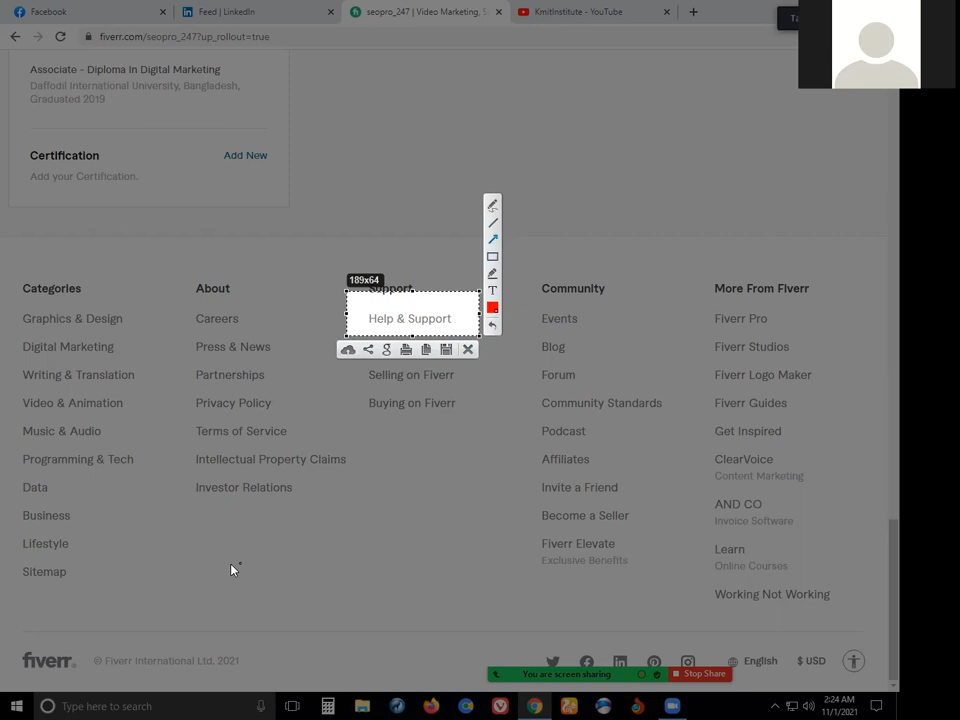 Facebook
Feed | LinkedIn
seopro_247 | Video Marketing, S
KmitInstitute - YouTube
fiverr.com/seopro_247?up_rollout=true
Associate - Diploma In Digital Marketing
Daffodil International University, Bangladesh,
Graduated 2019
Certification
Add New
Add your Certification.
189x64
Categories
Graphics & Design
Digital Marketing
Writing & Translation
Video & Animation
Music & Audio
Programming & Tech
Data
Business
Lifestyle
Sitemap
About
Careers
Press & News
Partnerships
Privacy Policy
Terms of Service
Intellectual Property Claims
Investor Relations
Support
Help & Support
Selling on Fiverr
Buying on Fiverr
Community
Events
Blog
Forum
Community Standards
Podcast
Affiliates
Invite a Friend
Become a Seller
Fiverr Elevate
Exclusive Benefits
More From Fiverr
Fiverr Pro
Fiverr Studios
Fiverr Logo Maker
Fiverr Guides
Get Inspired
ClearVoice
Content Marketing
AND CO
Invoice Software
Learn
Online Courses
Working Not Working
fiverr.
© Fiverr International Ltd. 2021
English
$ USD
You are screen sharing
Stop Share
Type here to search
2:24 AM
11/1/2021